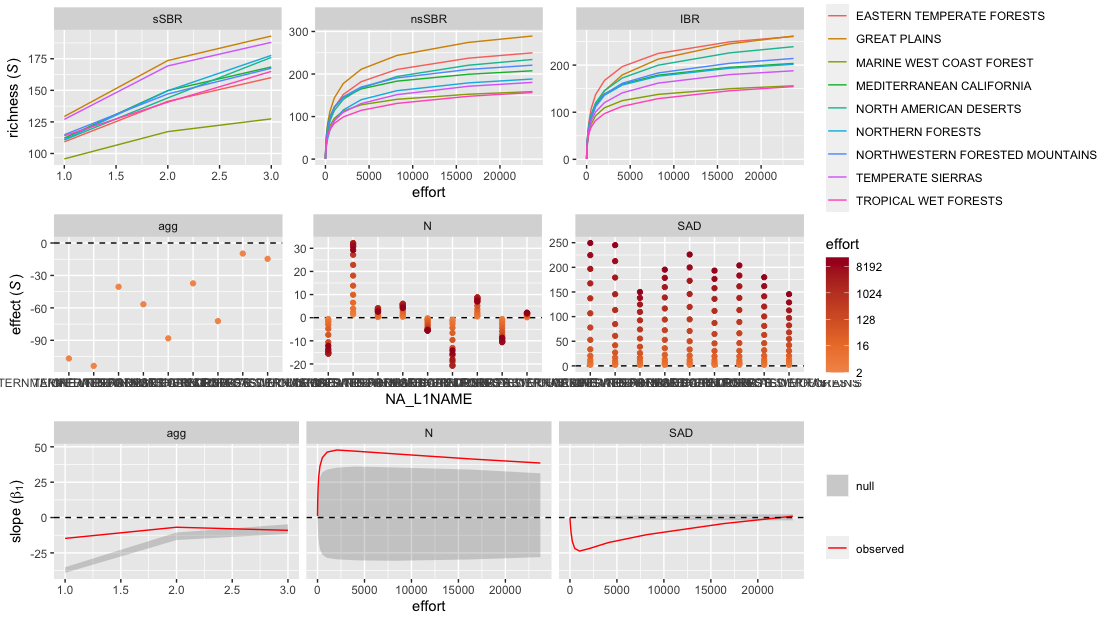 sSBR
nsSBR
IBR
richness (S)
175
150
125
100
1.0
1.5
2.0
2.5
3.0
300
200
100
0
0
5000
10000
15000
20000
200
100
0
0
5000
10000
15000
20000
effort
EASTERN TEMPERATE FORESTS
GREAT PLAINS
MARINE WEST COAST FOREST
MEDITERRANEAN CALIFORNIA
NORTH AMERICAN DESERTS
NORTHERN FORESTS
NORTHWESTERN FORESTED MOUNTAINS
TEMPERATE SIERRAS
TROPICAL WET FORESTS
agg
N
SAD
effect (S)
0
-30
-60
-90
30
20
10
0
-10
-20
250
200
150
100
50
0
NA_L1NAME
effort
8192
1024
128
16
2
agg
N
SAD
slope (β1)
50
25
0
-25
1.0
1.5
2.0
2.5
3.0
0
5000
10000
15000
20000
0
5000
10000
15000
20000
effort
null
observed